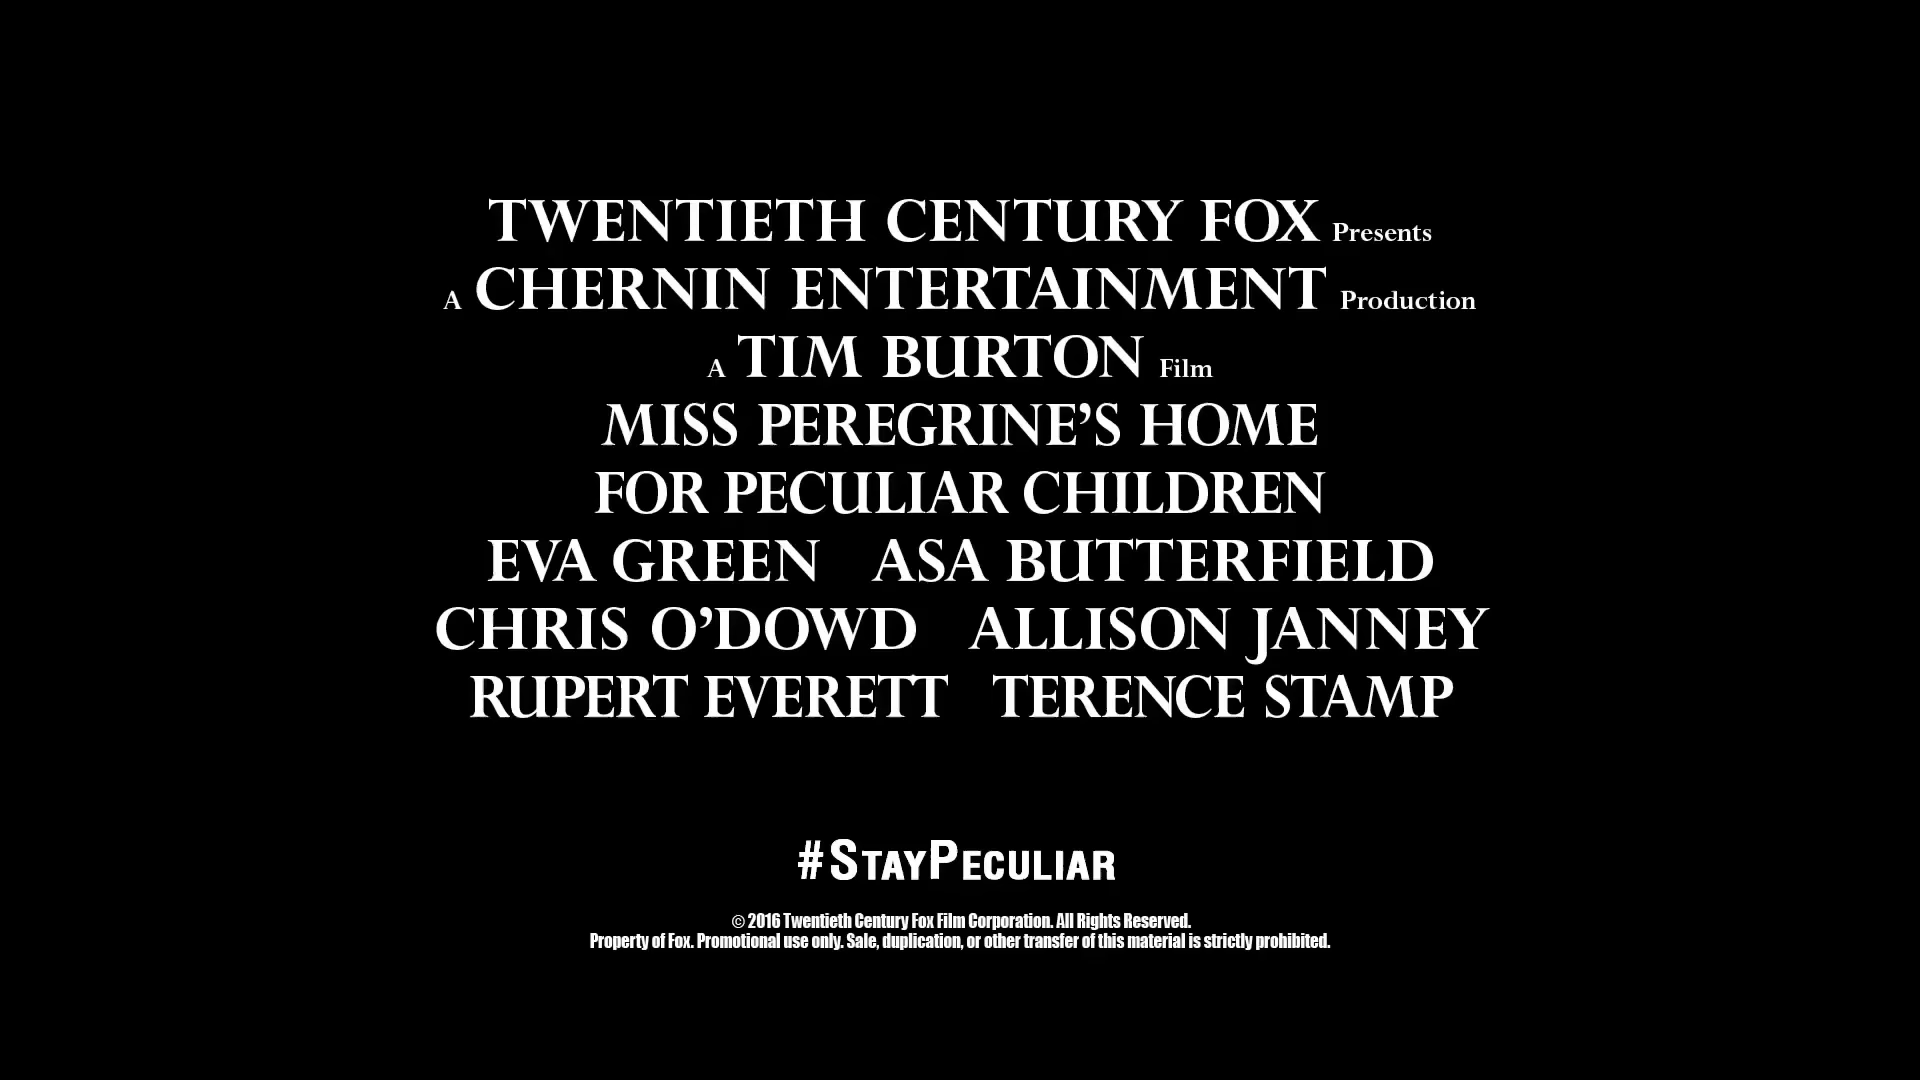 TWENTIETH CENTURY FOX Presents
A CHERNIN ENTERTAINMENT Production
A TIM BURTON Film
MISS PEREGRINE’S HOME
FOR PECULIAR CHILDREN
EVA GREEN ASA BUTTERFIELD
CHRIS O’DOWD ALLISON JANNEY
RUPERT EVERETT TERENCE STAMP
#STAYPECULIAR
© 2016 Twentieth Century Fox Film Corporation. All Rights Reserved.
Property of Fox. Promotional use only. Sale, duplication, or other transfer of this material is strictly prohibited.